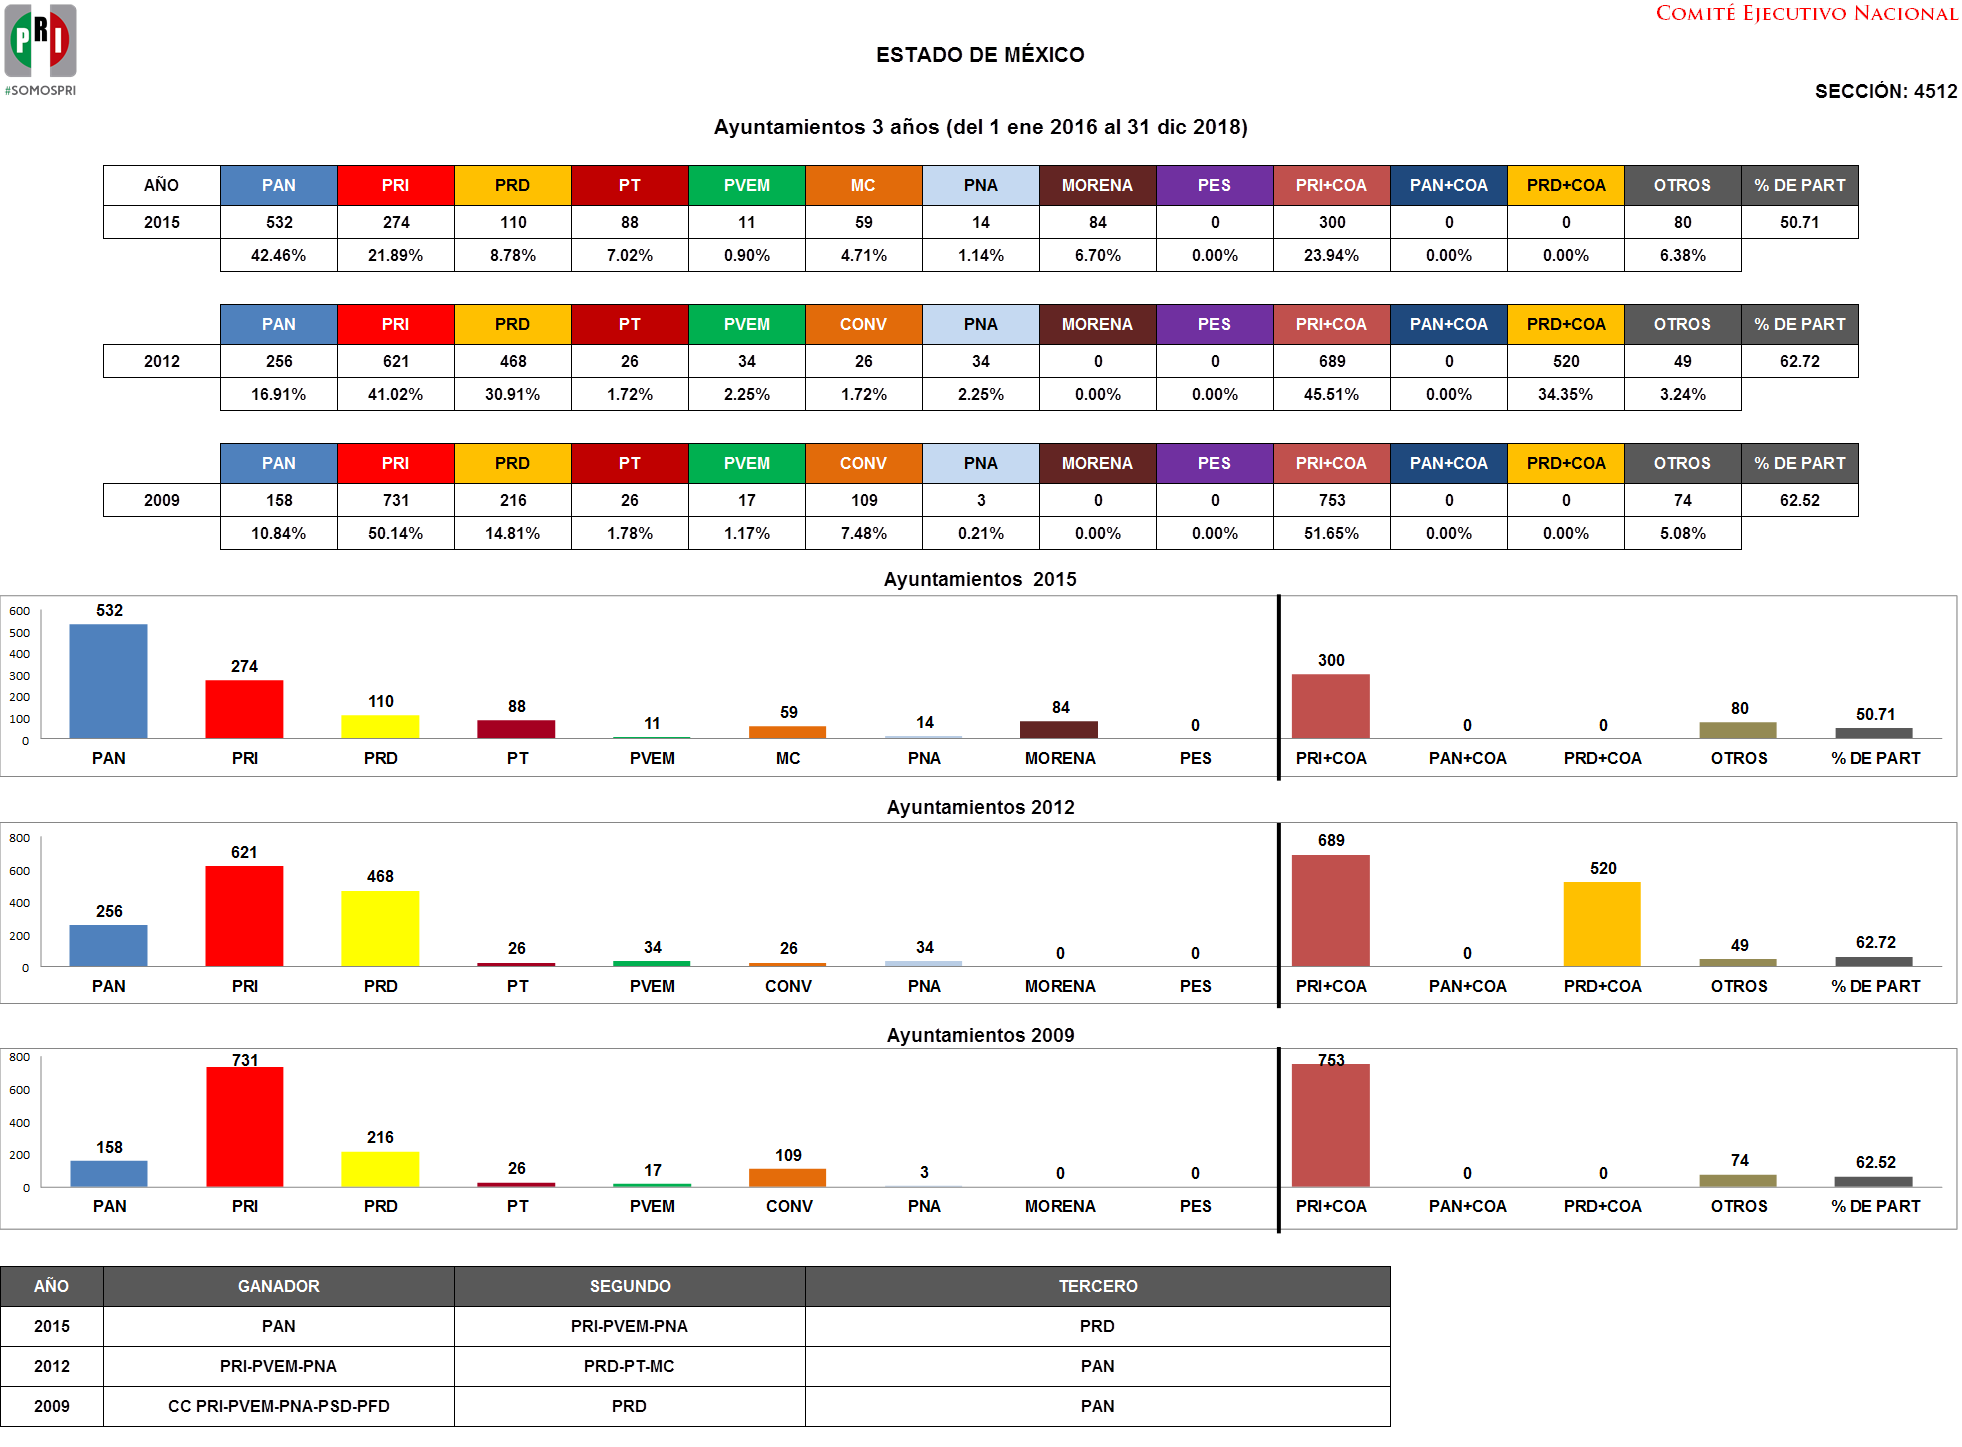 PRI
#SOMOSPRI
COMITÉ EJECUTIVO NACIONAL
ESTADO DE MÉXICO
SECCIÓN: 4512
Ayuntamientos 3 años (del 1 ene 2016 al 31 dic 2018)
AÑO PAN PRI PRD PT PVEM MC PNA MORENA PES PRI+COA PAN+COA PRD+COA OTROS % DE PART
2015 532 274 110 88 11 59 14 84 0 300 0 0 80 50.71
42.46% 21.89% 8.78% 7.02% 0.90% 4.71% 1.14% 6.70% 0.00% 23.94% 0.00% 0.00% 6.38%
PAN PRI PRD PT PVEM CONV PNA MORENA PES PRI+COA PAN+COA PRD+COA OTROS % DE PART
2012 256 621 468 26 34 26 34 0 0 689 0 520 49 62.72
16.91% 41.02% 30.91% 1.72% 2.25% 1.72% 2.25% 0.00% 0.00% 45.51% 0.00% 34.35% 3.24%
PAN PRI PRD PT PVEM CONV PNA MORENA PES PRI+COA PAN+COA PRD+COA OTROS % DE PART
2009 158 731 216 26 17 109 3 0 0 753 0 0 74 62.52
10.84% 50.14% 14.81% 1.78% 1.17% 7.48% 0.21% 0.00% 0.00% 51.65% 0.00% 0.00% 5.08%
Ayuntamientos 2015
600
500
400
300
200
100
0
532 274 110 88 11 59 14 84 0 300 0 0 80 50.71
PAN PRI PRD PT PVEM MC PNA MORENA PES PRI+COA PAN+COA PRD+COA OTROS % DE PART
Ayuntamientos 2012
800
600
400
200
0
256 621 468 26 34 26 34 0 0 689 0 520 49 62.72
PAN PRI PRD PT PVEM CONV PNA MORENA PES PRI+COA PAN+COA PRD+COA OTROS % DE PART
Ayuntamientos 2009
800
600
400
200
0
158 731 216 26 17 109 3 0 0 753 0 0 74 62.52
PAN PRI PRD PT PVEM CONV PNA MORENA PES PRI+COA PAN+COA PRD+COA OTROS % DE PART
AÑO GANADOR SEGUNDO TERCERO
2015 PAN PRI-PVEM-PNA PRD
2012 PRI-PVEM-PNA PRD-PT-MC PAN
2009 CC PRI-PVEM-PNA-PSD-PFD PRD PAN